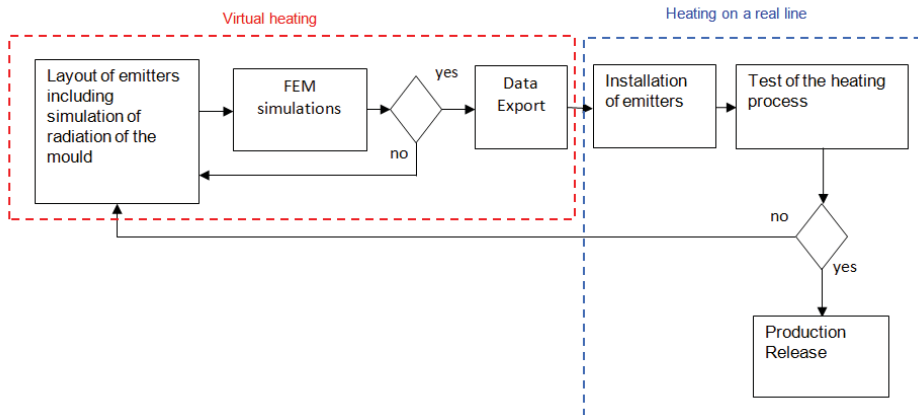 Virtual heating
Heating on a real line
Layout of emitters
including
simulation of
radiation of the
mould
FEM
simulations
yes
no
Data
Export
Installation
of emitters
Test of the heating
process
no
yes
Production
Release